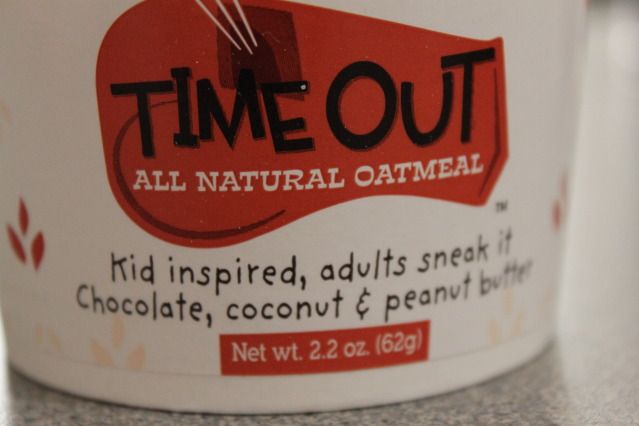 TIME OUT
ALL NATURAL OATMEAL
TM
Kid inspired, adults sneak it
Chocolate, coconut & peanut butter
Net wt. 2.2 oz. (62g)